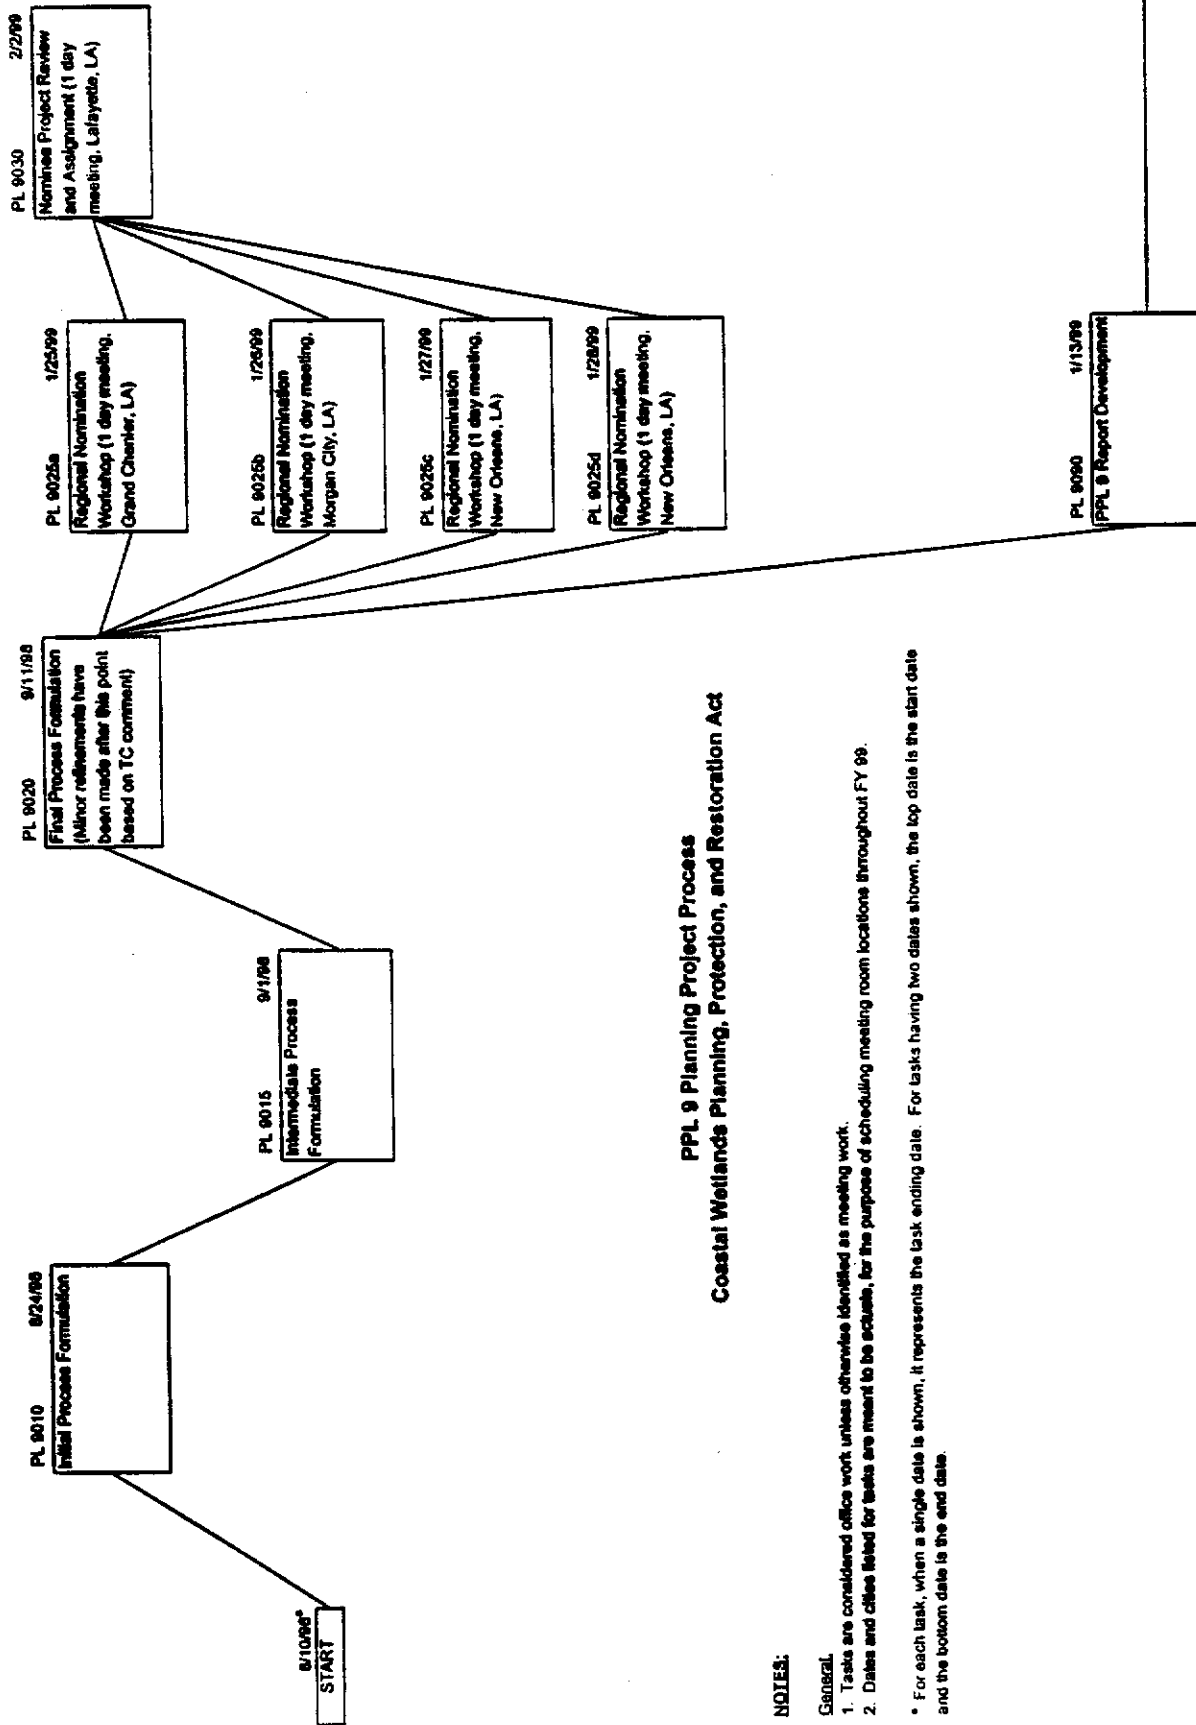 8/10/98*
START
PL 9010 8/24/98
Initial Process Formulation
PL 9015 9/1/98
Intermediate Process
Formulation
PL 9020 9/11/98
Final Process Formulation
(Minor refinements have
been made after this point
based on TC comment)
PL 9025a 1/25/99
Regional Nomination
Workshop (1 day meeting,
Grand Chenier, LA)
PL 9025b 1/26/99
Regional Nomination
Workshop (1 day meeting,
Morgan City, LA)
PL 9025c 1/27/99
Regional Nomination
Workshop (1 day meeting,
New Orleans, LA)
PL 9025d 1/28/99
Regional Nomination
Workshop (1 day meeting,
New Orleans, LA)
PL 9030 2/2/99
Nominee Project Review
and Assignment (1 day
meeting, Lafayette, LA)
PL 9090 1/13/99
PPL 9 Report Development
PPL 9 Planning Project Process
Coastal Wetlands Planning, Protection, and Restoration Act
NOTES:
General
1. Tasks are considered office work unless otherwise identified as meeting work.
2. Dates and cities listed for tasks are meant to be actuals, for the purpose of scheduling meeting room locations throughout FY 99.
* For each task, when a single date is shown, it represents the task ending date. For tasks having two dates shown, the top date is the start date
and the bottom date is the end date.